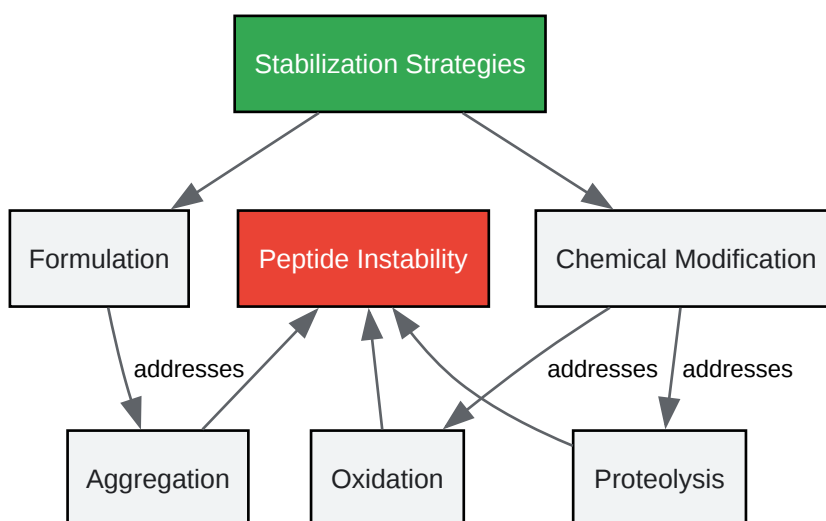 Stabilization Strategies
Formulation
Peptide Instability
Chemical Modification
addresses
addresses
addresses
Aggregation
Oxidation
Proteolysis